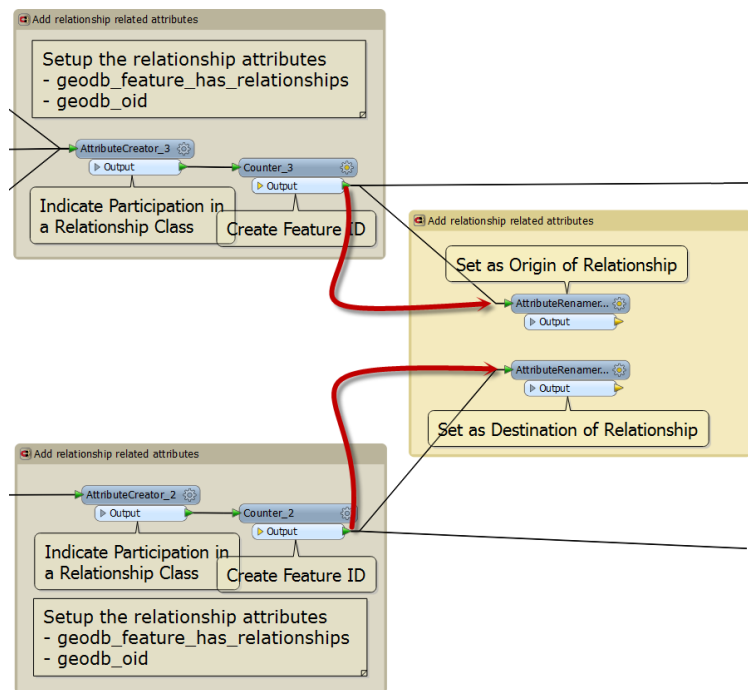 Add relationship related attributes
Setup the relationship attributes
- geodb_feature_has_relationships
- geodb_oid
AttributeCreator_3
Output
Counter_3
Output
Indicate Participation in
a Relationship Class
Create Feature ID
Add relationship related attributes
Set as Origin of Relationship
AttributeRenamer...
Output
AttributeRenamer...
Output
Set as Destination of Relationship
Add relationship related attributes
AttributeCreator_2
Output
Counter_2
Output
Indicate Participation in
a Relationship Class
Create Feature ID
Setup the relationship attributes
- geodb_feature_has_relationships
- geodb_oid